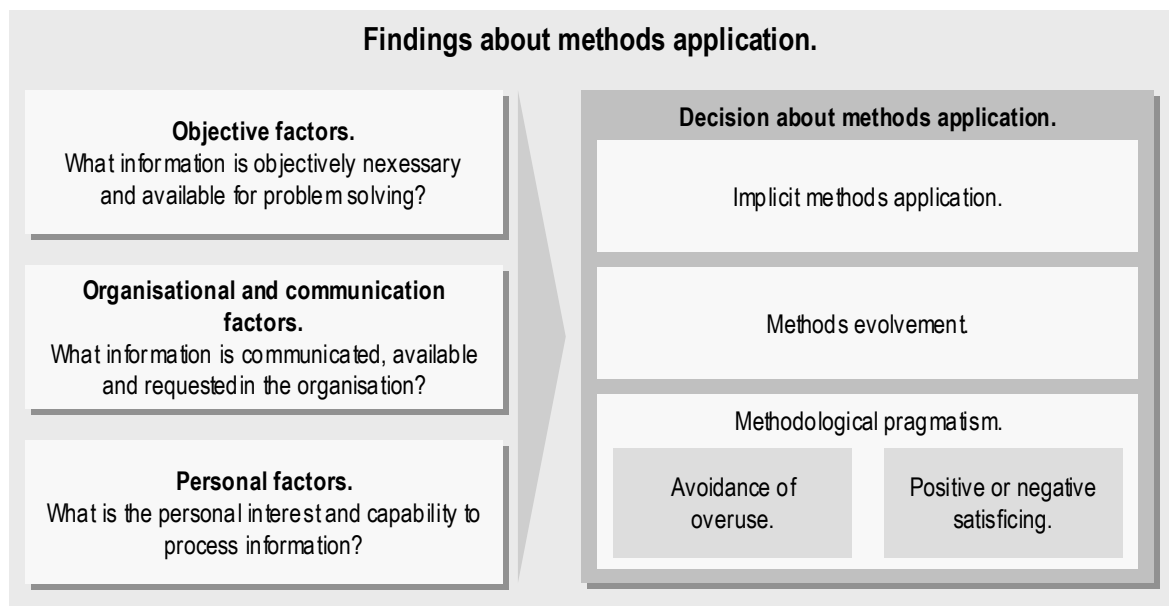 Findings about methods application.
Objective factors.
What information is objectively nexessary
and available for problem solving?
Organisational and communication
factors.
What information is communicated, available
and requestedin the organisation?
Personal factors.
What is the personal interest and capability to
process information?
Decision about methods application.
Implicit methods application.
Methods evolvement.
Methodological pragmatism.
Avoidance of
overuse.
Positive or negative
satisficing.